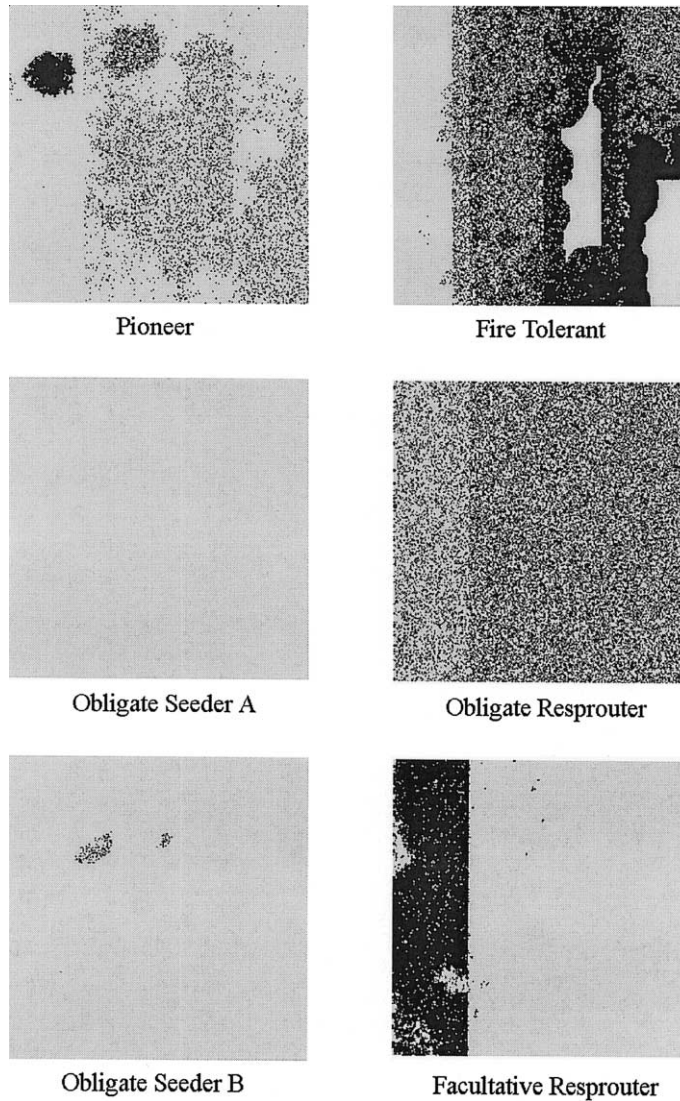 Pioneer
Fire Tolerant
Obligate Seeder A
Obligate Resprouter
Obligate Seeder B
Facultative Resprouter